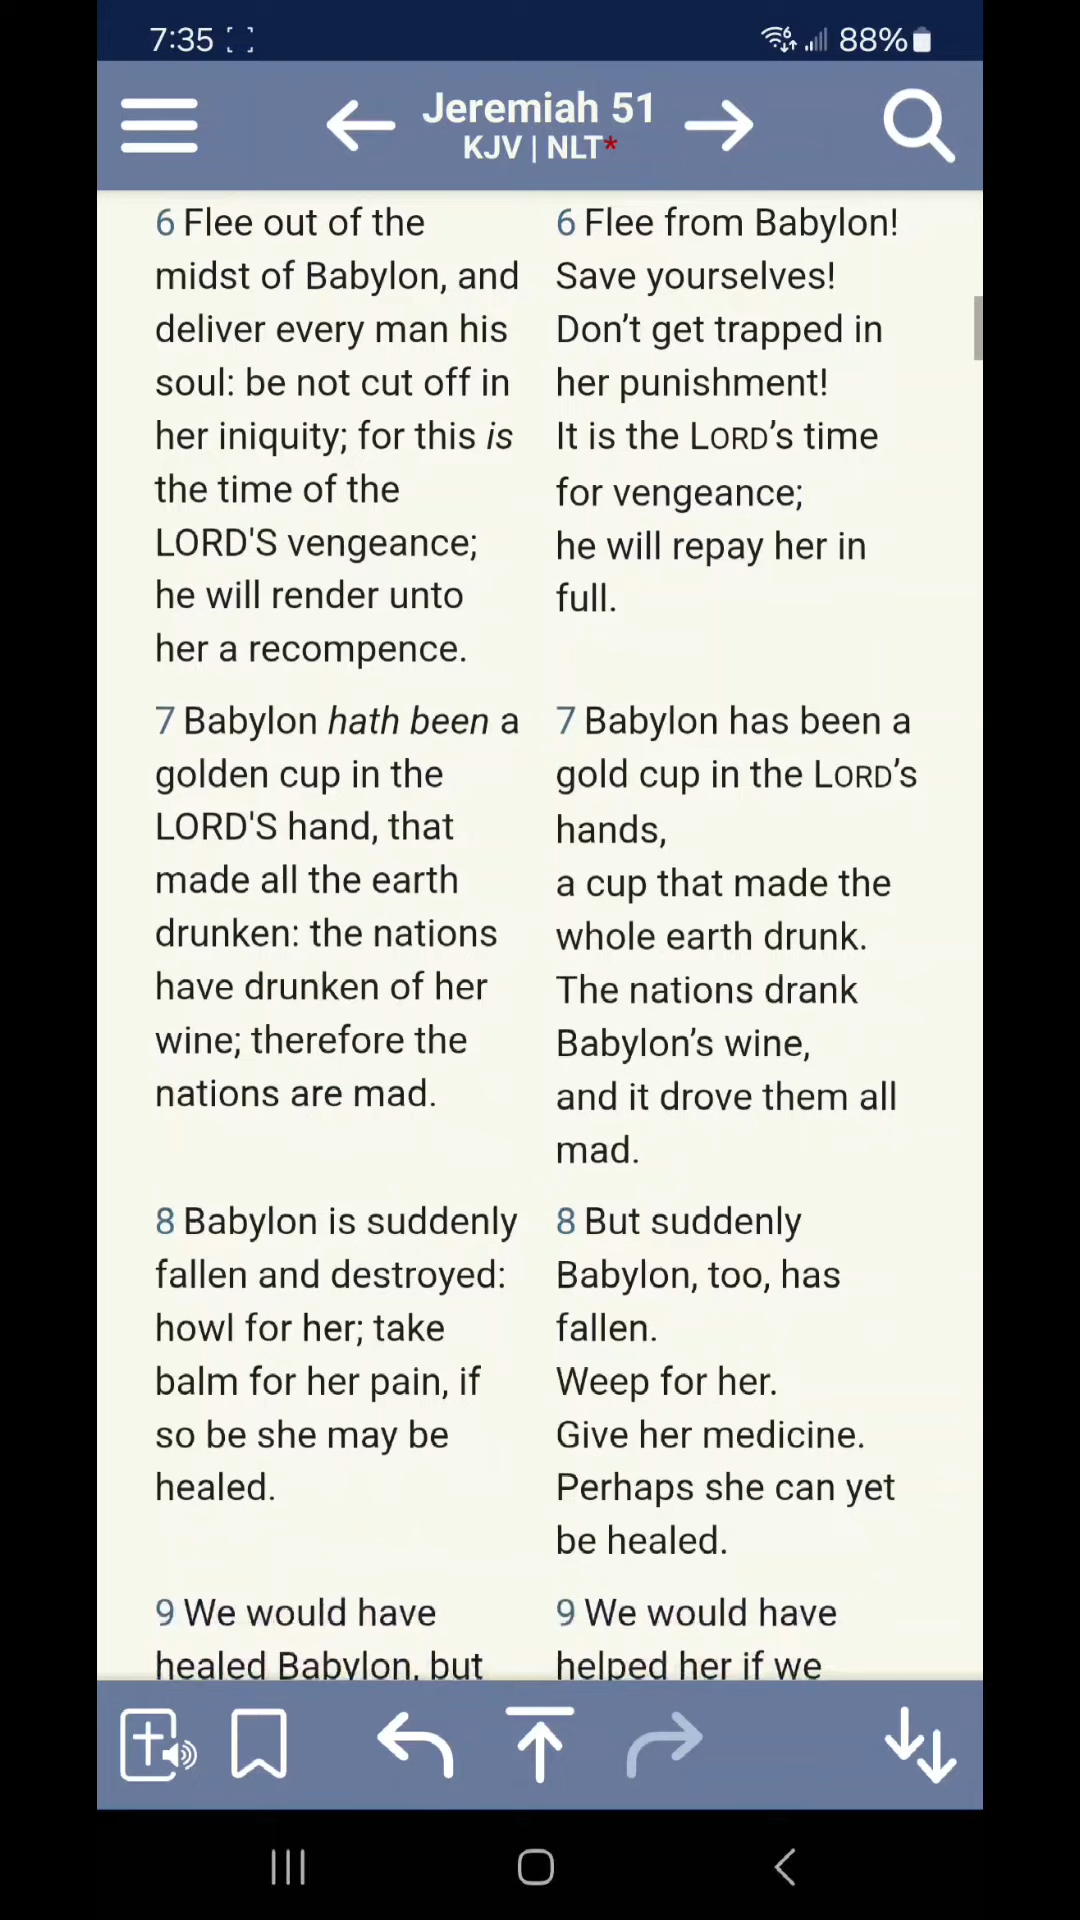 7:35
88%
Jeremiah 51
KJV | NLT*
6 Flee out of the
midst of Babylon, and
deliver every man his
soul: be not cut off in
her iniquity; for this is
the time of the
LORD'S vengeance;
he will render unto
her a recompence.
6 Flee from Babylon!
Save yourselves!
Don’t get trapped in
her punishment!
It is the LORD’s time
for vengeance;
he will repay her in
full.
7 Babylon hath been a
golden cup in the
LORD'S hand, that
made all the earth
drunken: the nations
have drunken of her
wine; therefore the
nations are mad.
7 Babylon has been a
gold cup in the LORD’s
hands,
a cup that made the
whole earth drunk.
The nations drank
Babylon’s wine,
and it drove them all
mad.
8 Babylon is suddenly
fallen and destroyed:
howl for her; take
balm for her pain, if
so be she may be
healed.
8 But suddenly
Babylon, too, has
fallen.
Weep for her.
Give her medicine.
Perhaps she can yet
be healed.
9 We would have
healed Babylon, but
9 We would have
helped her if we